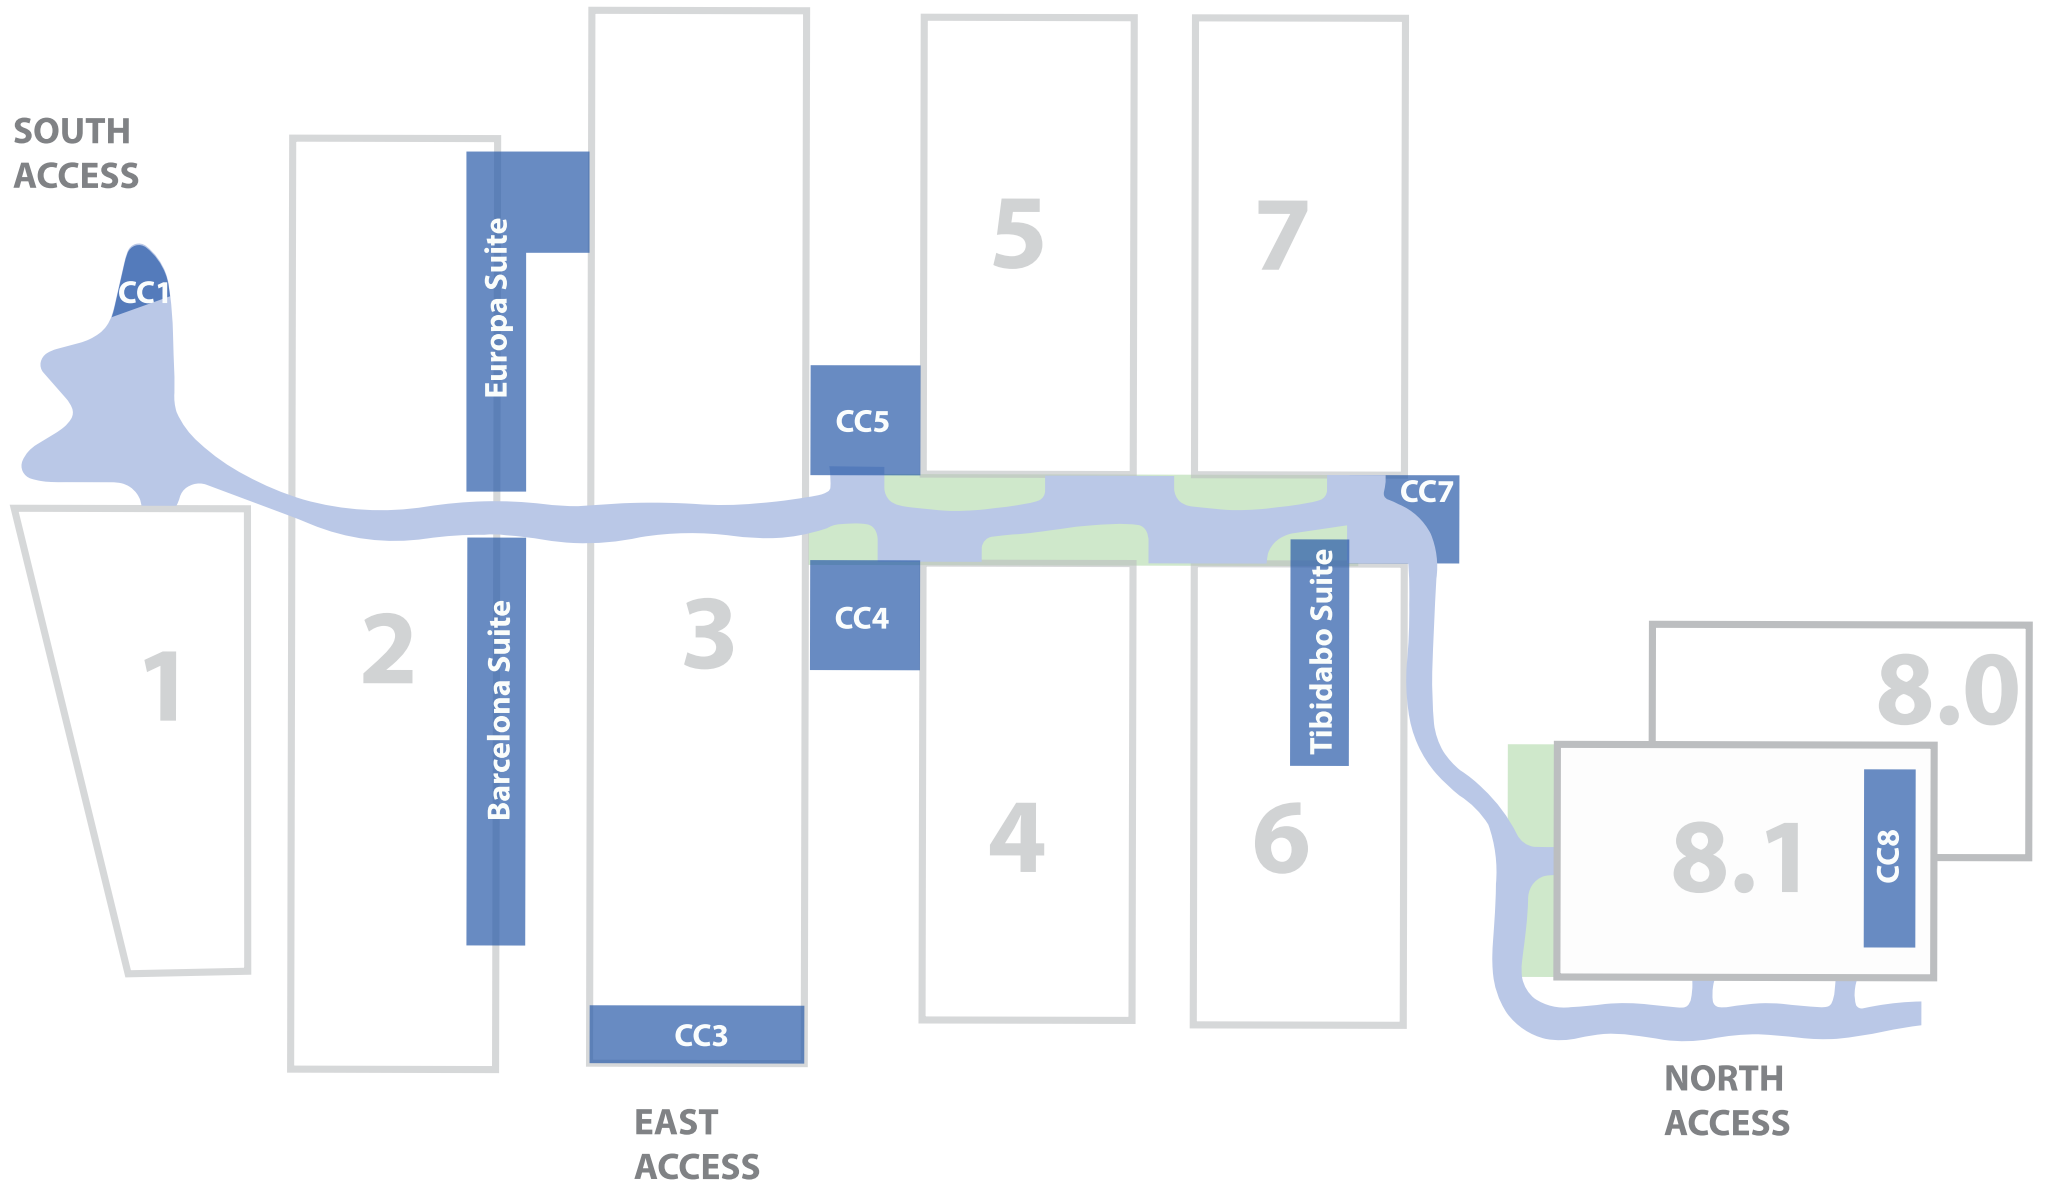 SOUTH
ACCESS
CC1
Europa Suite
5
7
CC5
CC7
1
2
Barcelona Suite
3
CC4
Tibidabo Suite
4
6
8.0
8.1
CC8
CC3
EAST
ACCESS
NORTH
ACCESS